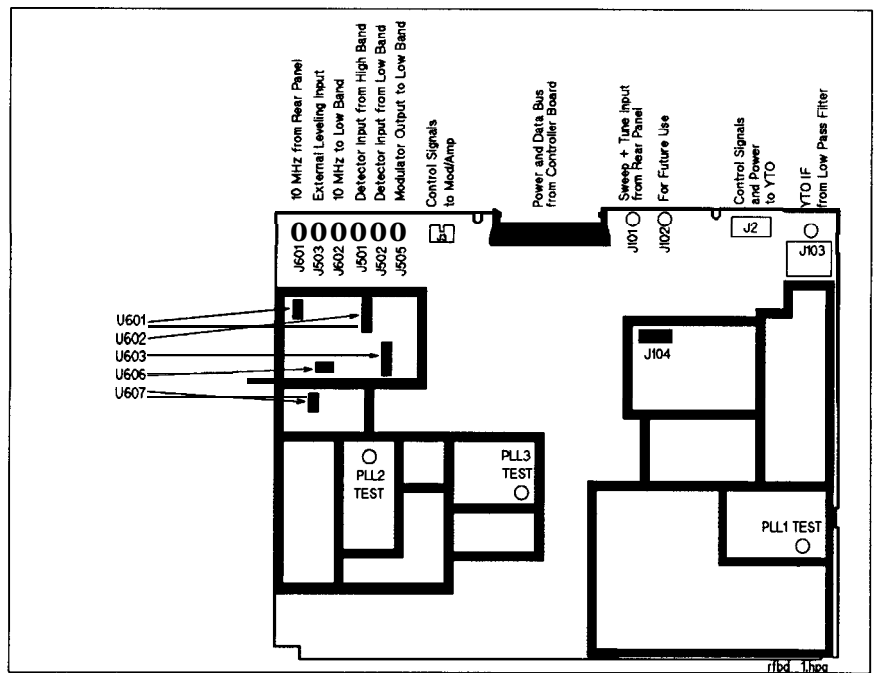 10 MHz from Rear Panel
External Leveling Input
10 MHz to Low Band
Detector Input from High Band
Detector Input from Low Band
Modulator Output to Low Band
Control Signals
to Mod/Amp
Power and Data Bus
from Controller Board
Sweep + Tune Input
from Rear Panel
For Future Use
Control Signals
and Power
to YTO
YTO IF
from Low Pass Filter
J601
J503
J602
J501
J502
J505
J101
J102
J2
J103
U601
U602
U603
U606
U607
J104
PLL2
TEST
PLL3
TEST
PLL1 TEST
rfbd_1.hpg